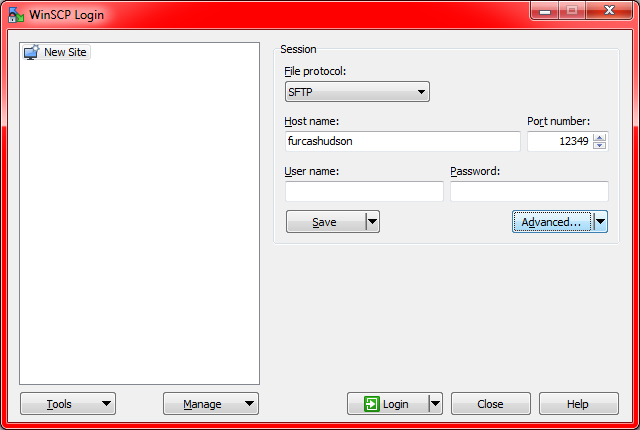 WinSCP Login
New Site
Session
File protocol:
SFTP
Host name:
Port number:
furcashudson
12349
User name:
Password:
Save
Advanced...
Tools
Manage
Login
Close
Help